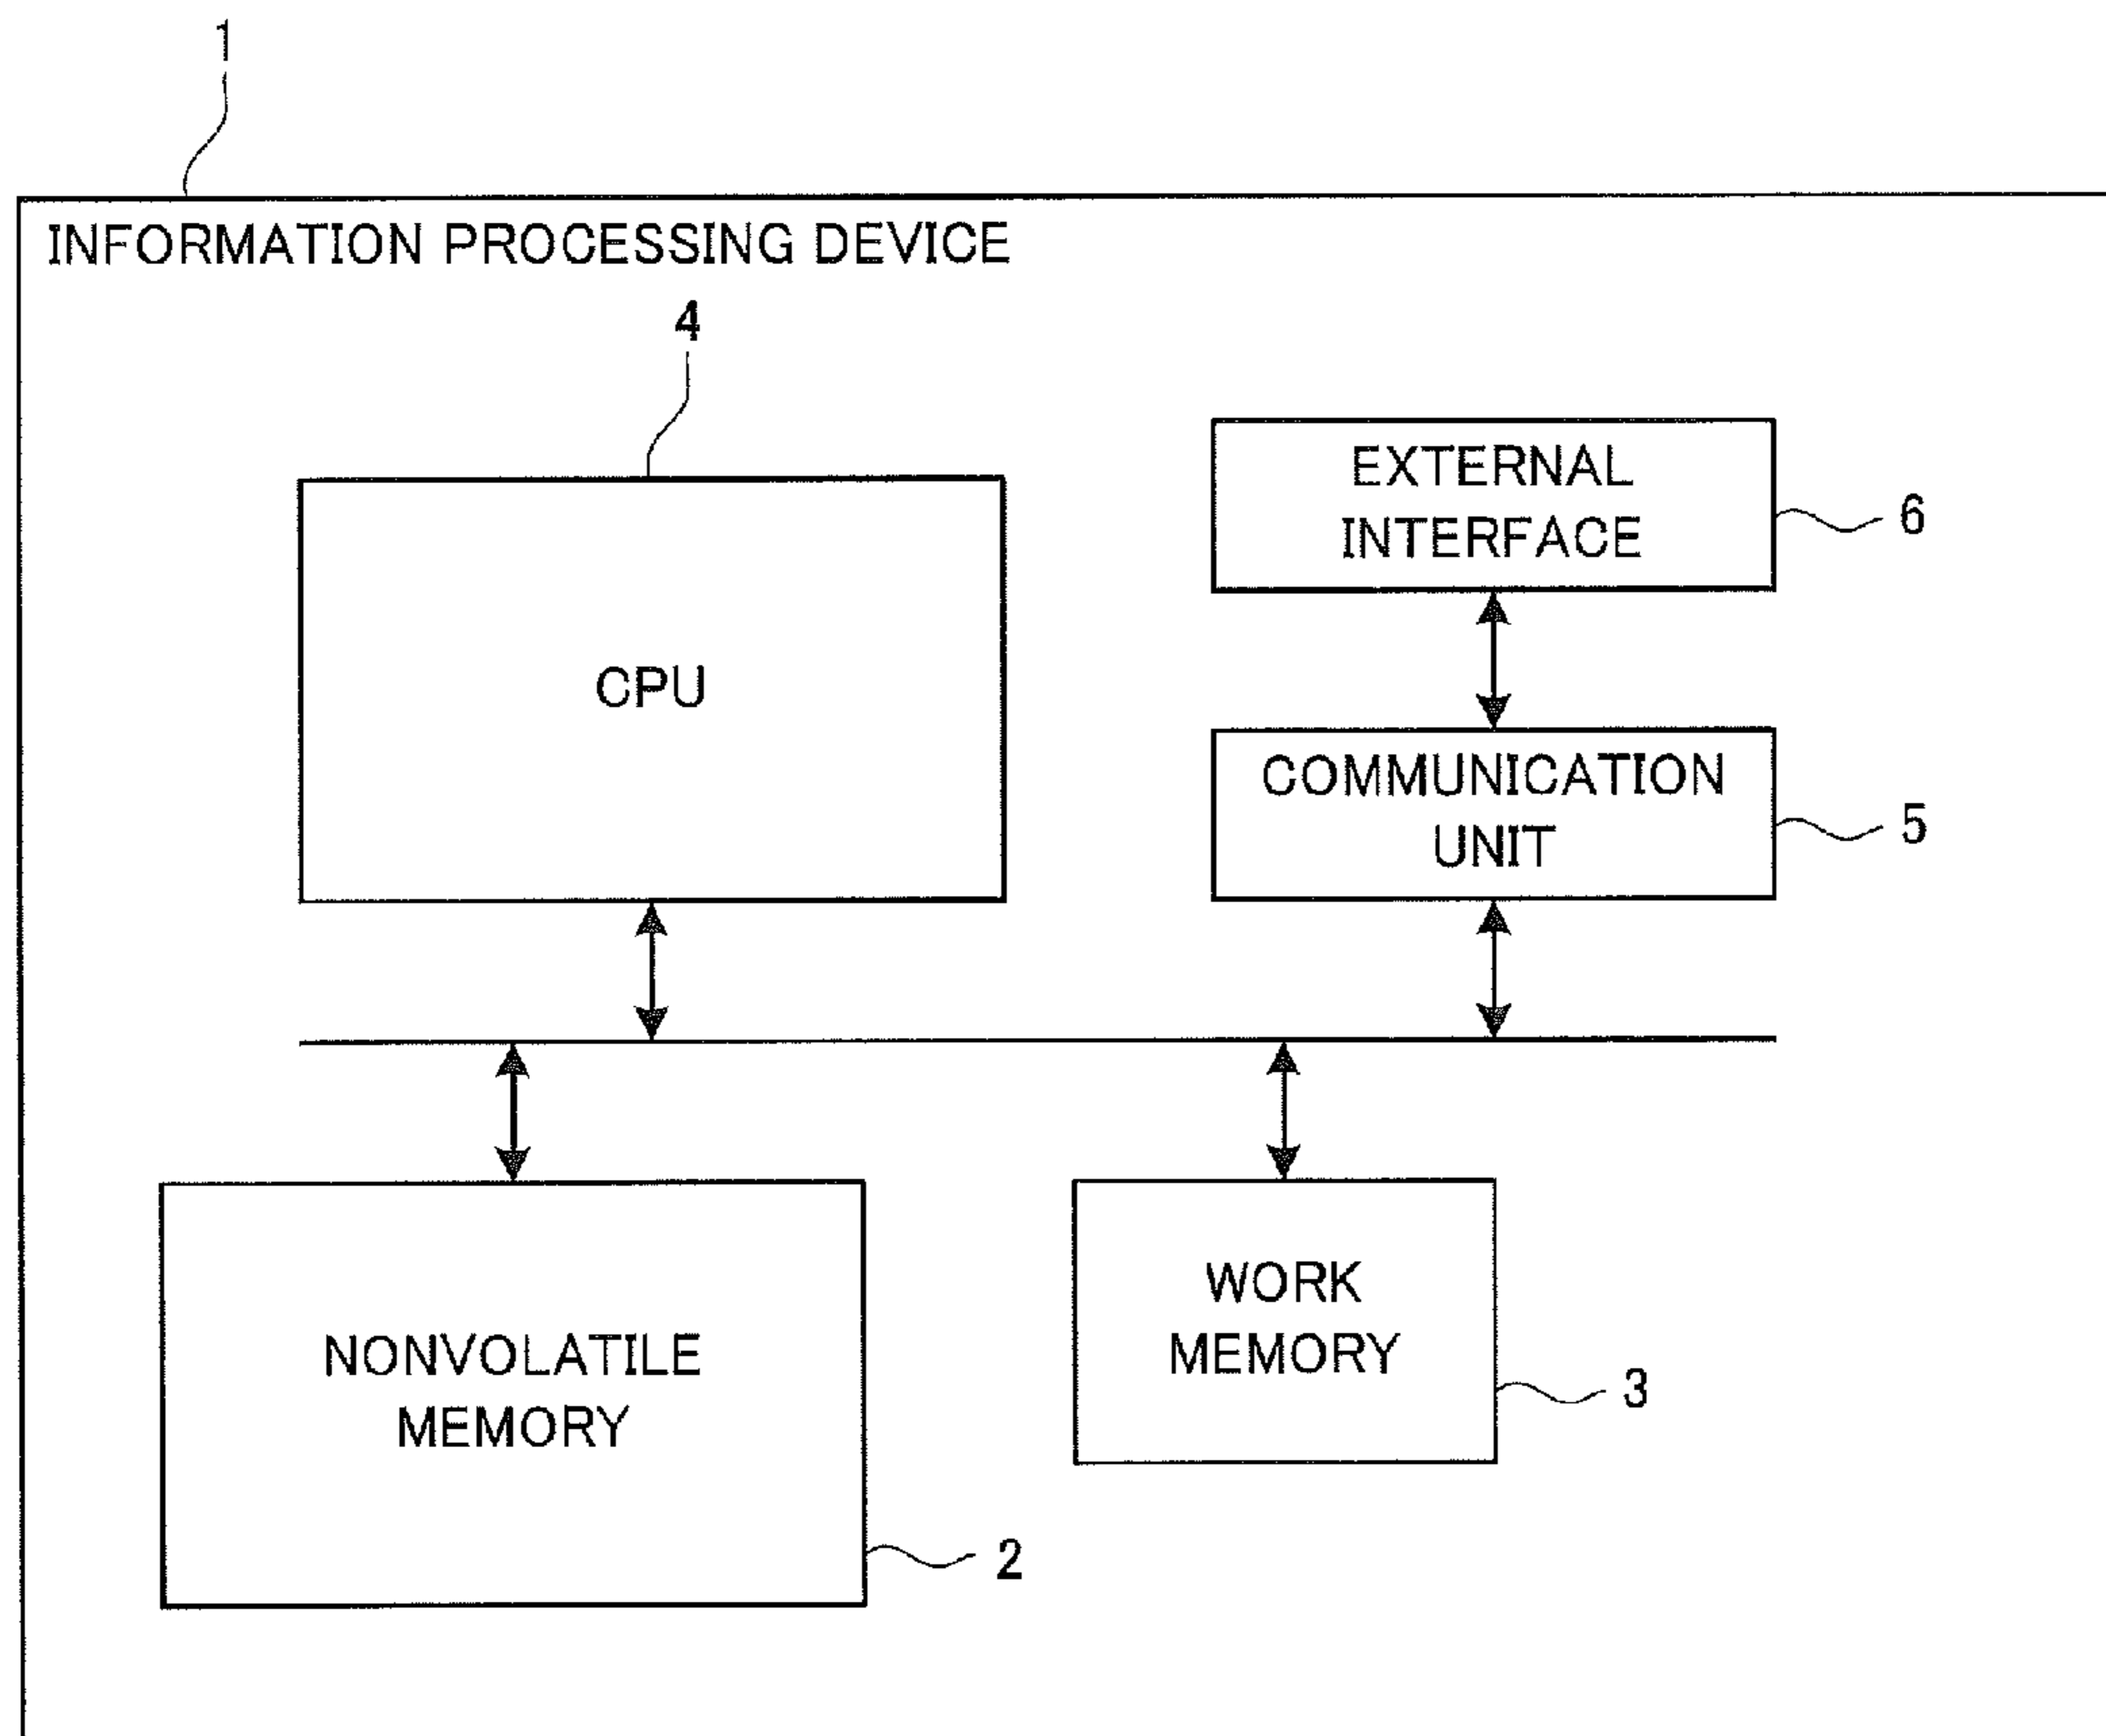 1
INFORMATION PROCESSING DEVICE
4
EXTERNAL
INTERFACE
6
CPU
COMMUNICATION
UNIT
5
WORK
MEMORY
3
NONVOLATILE
MEMORY
2